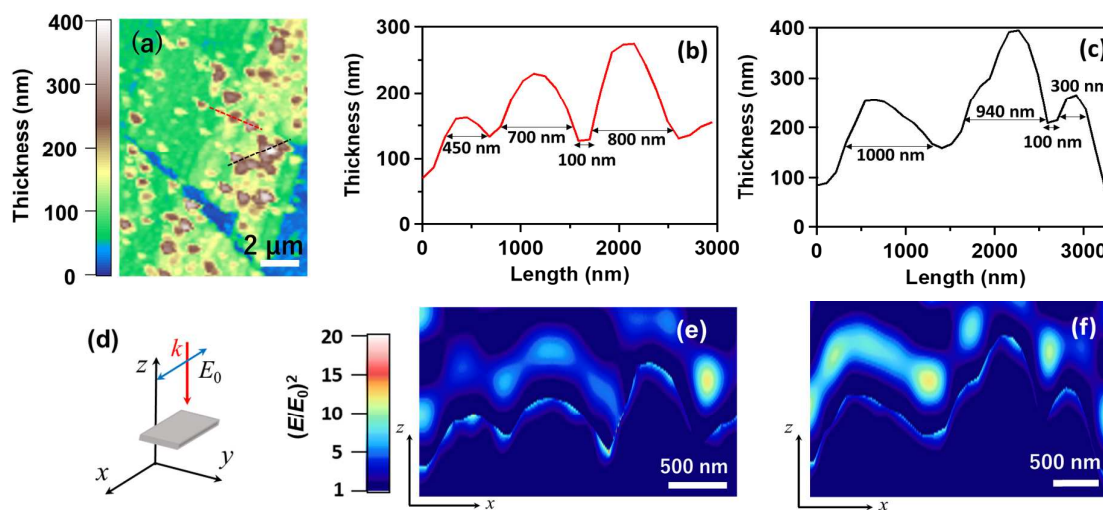 400
300
200
100
0
Thickness (nm)
(a)
2 μm
300
200
100
0
Thickness (nm)
(b)
450 nm
700 nm
100 nm
800 nm
0
1000
2000
3000
Length (nm)
400
300
200
100
0
Thickness (nm)
(c)
1000 nm
940 nm
100 nm
300 nm
0
1000
2000
3000
Length (nm)
(d)
z
k
E0
x
y
20
15
10
5
1
(E/E0)2
(e)
z
x
500 nm
(f)
z
x
500 nm